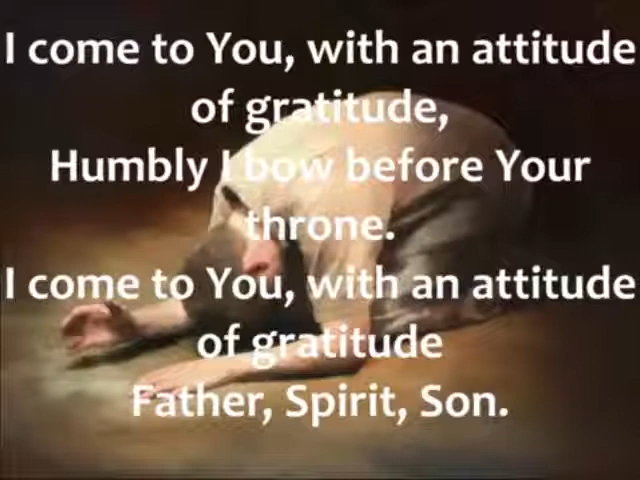 I come to You, with an attitude
of gratitude,
Humbly I bow before Your
throne.
I come to You, with an attitude
of gratitude
Father, Spirit, Son.